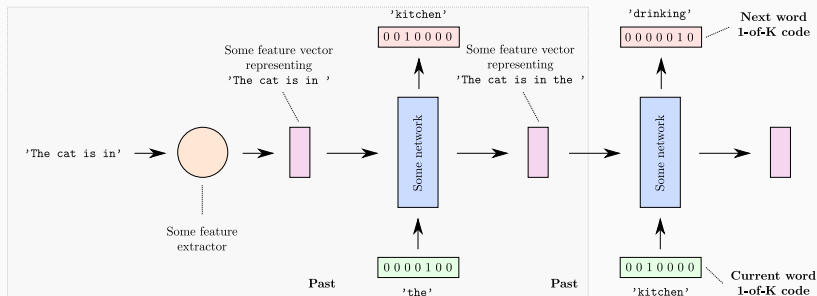 'kitchen'
0 0 1 0 0 0 0
'drinking'
0 0 0 0 0 1 0
Next word
1-of-K code
Some feature vector
representing
'The cat is in '
Some feature vector
representing
'The cat is in the '
'The cat is in'
Some network
Some network
Some feature
extractor
0 0 0 0 1 0 0
'the'
Past
Past
0 0 1 0 0 0 0
'kitchen'
Current word
1-of-K code